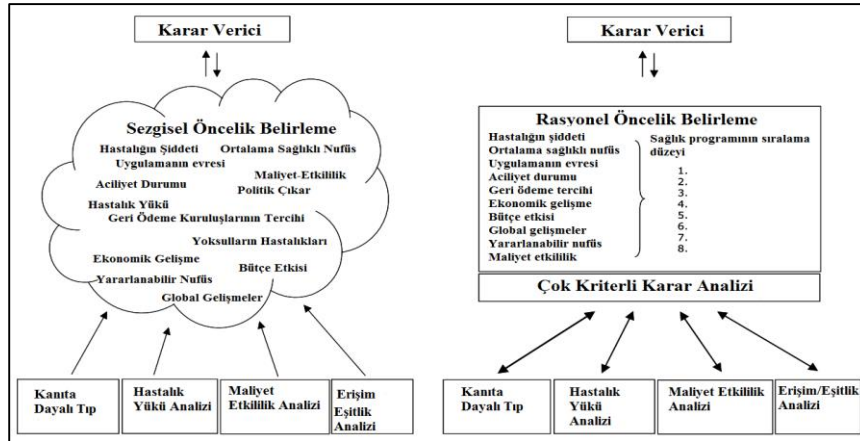 Karar Verici
Sezgisel Öncelik Belirleme
Hastalığın Şiddeti
Ortalama Sağlıklı Nufüs
Uygulamanın evresi
Maliyet-Etkililik
Aciliyet Durumu
Politik Çıkar
Hastalık Yükü
Geri Ödeme Kuruluşlarının Tercihi
Yoksulların Hastalıkları
Ekonomik Gelişme
Bütçe Etkisi
Yararlanabilir Nufüs
Global Gelişmeler
Kanıta
Dayalı Tıp
Hastalık
Yükü Analizi
Maliyet
Etkililik Analizi
Erişim
Eşitlik
Analizi
Karar Verici
Rasyonel Öncelik Belirleme
Hastalığın şiddeti
Ortalama sağlıklı nufüs
Uygulamanın evresi
Aciliyet durumu
Geri ödeme tercihi
Ekonomik gelişme
Bütçe etkisi
Global gelişmeler
Yararlanabilir nufüs
Maliyet etkililik
Sağlık programının sıralama
düzeyi
1.
2.
3.
4.
5.
6.
7.
8.
Çok Kriterli Karar Analizi
Kanıta
Dayalı Tıp
Hastalık
Yükü
Analizi
Maliyet Etkililik
Analizi
Erişim/Eşitlik
Analizi